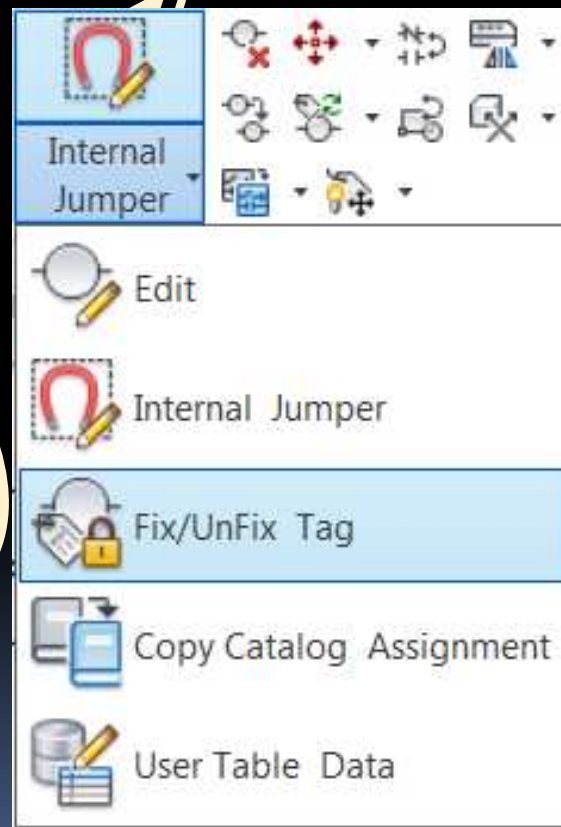 Internal
Jumper
Edit
Internal Jumper
Fix/UnFix Tag
Copy Catalog Assignment
User Table Data